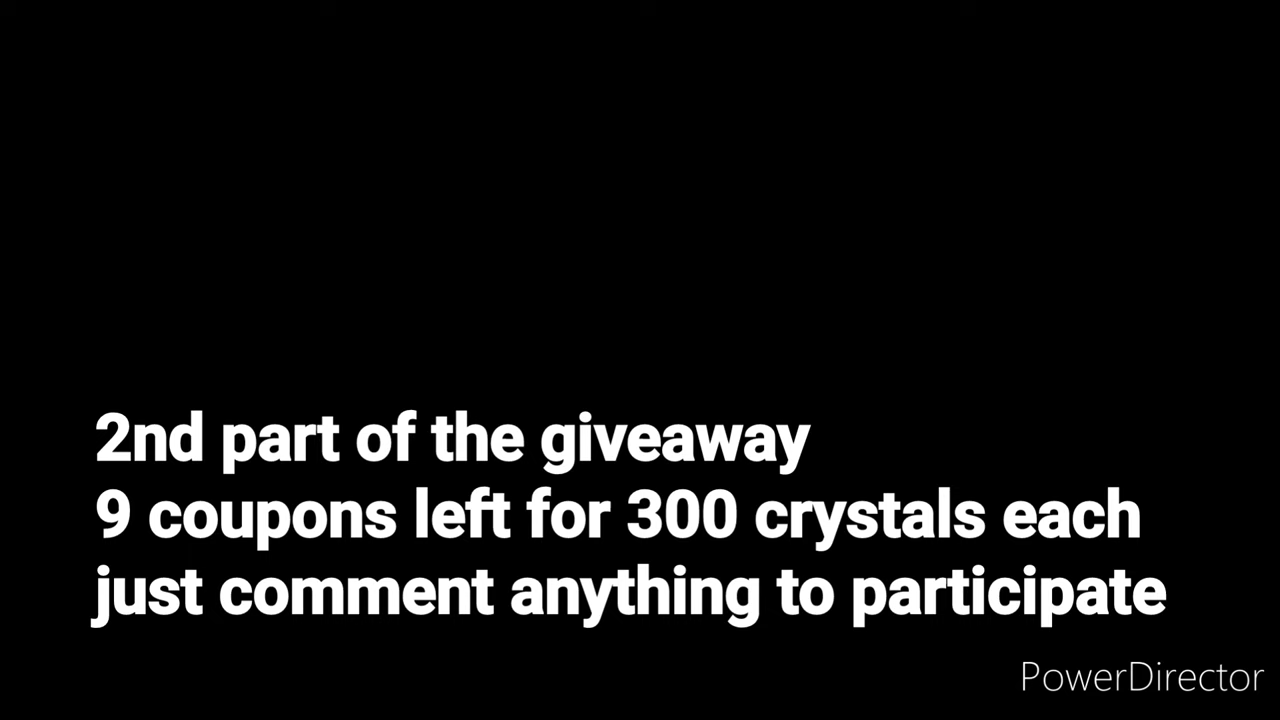 2nd part of the giveaway
9 coupons left for 300 crystals each
just comment anything to participate
PowerDirector